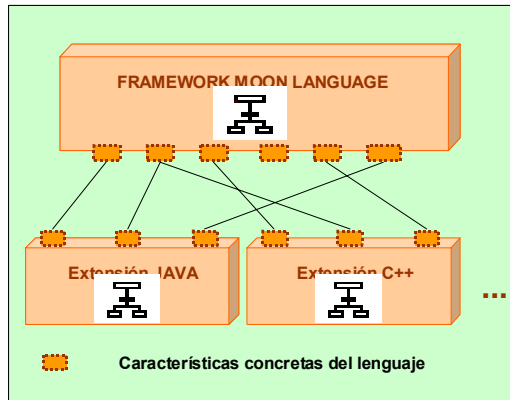 FRAMEWORK MOON LANGUAGE
Extensión JAVA
Extensión C++
...
Características concretas del lenguaje